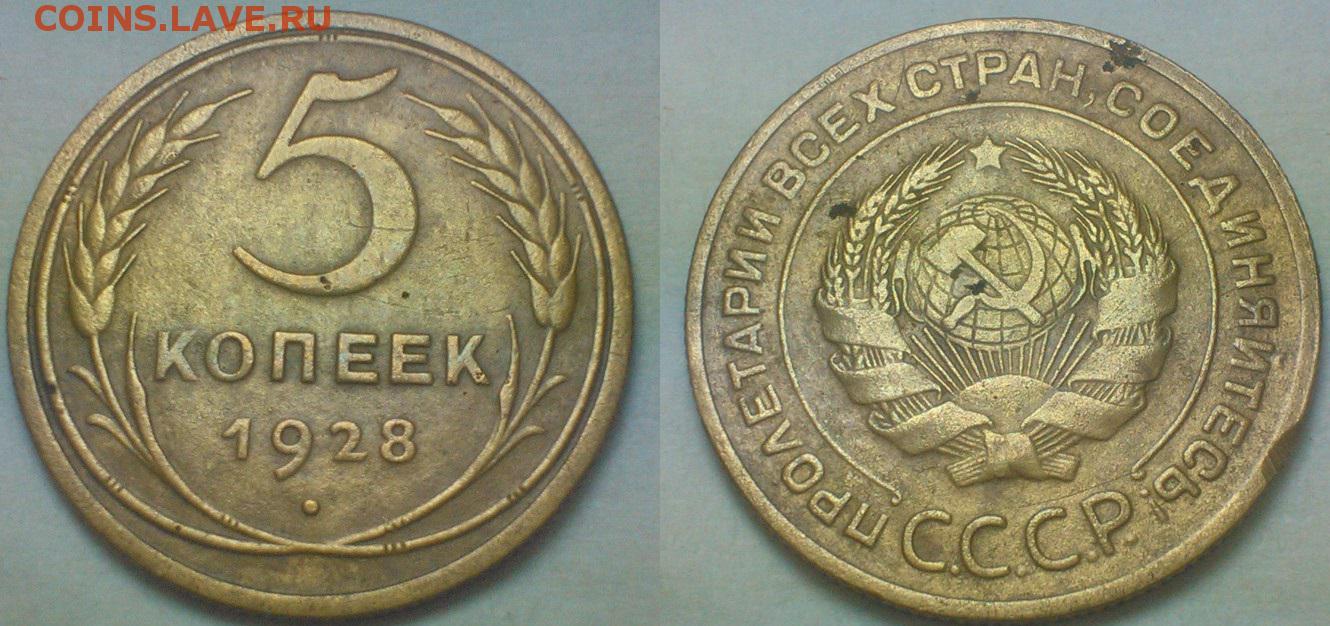 COINS.LAVE.RU
5
КОПЕЕК
1928
ПРОЛЕТАРИИ ВСЕХ СТРАН, СОЕДИНЯЙТЕСЬ!
С.С.С.Р.